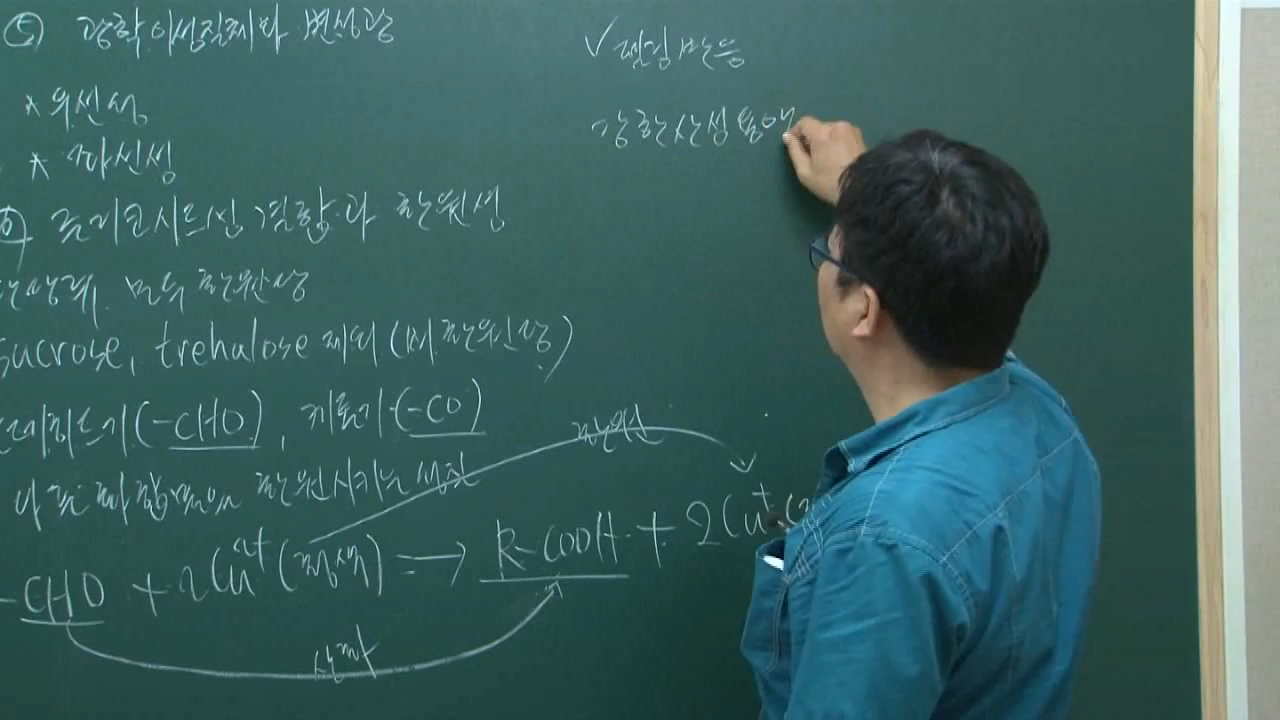 ⑤ 광학이성질체와 변성광
* 우선성
* 좌선성
⑥ 글리코시드성 결합과 환원성
단당류, 모두 환원당
sucrose, trehalose 제외 (비환원당)
알데히드기(-CHO), 케톤기(-CO)
다른 화합물을 환원시키는 성질
환원
-CHO + 2Cu²⁺(청색) ⇒ R-COOH + 2Cu⁺(
산화
✓ 펠링반응
강한산성용액